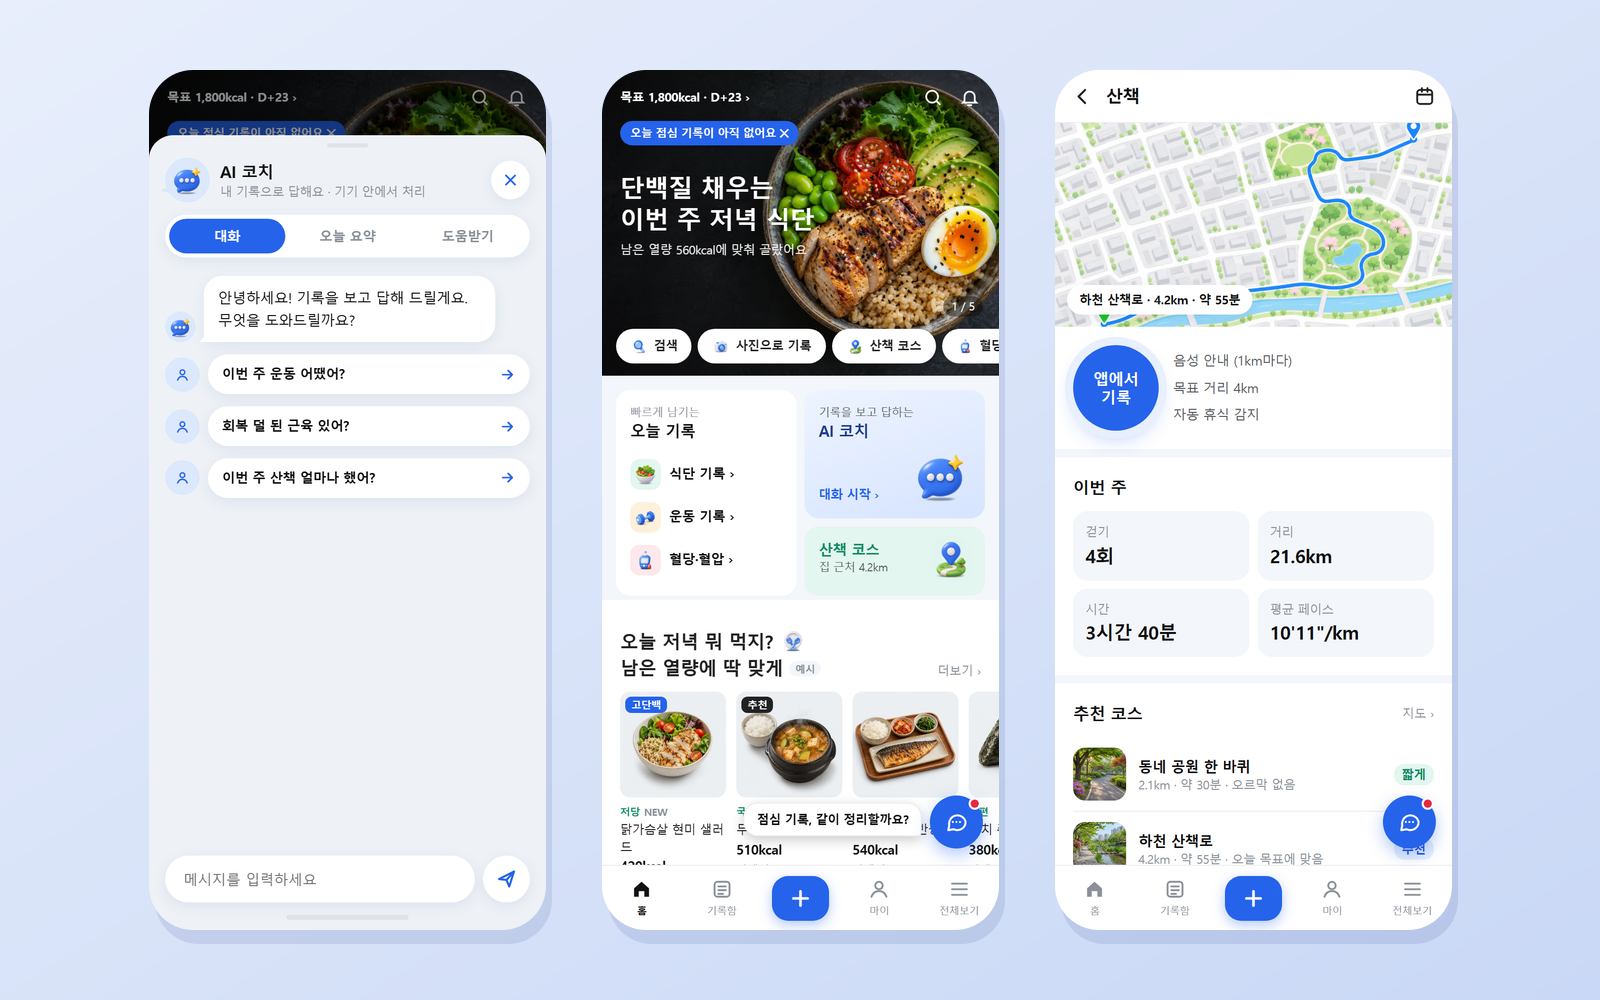 목표 1,800kcal · D+23 ›
오늘 점심 기록이 아직 없어요 ✕
AI 코치
내 기록으로 답해요 · 기기 안에서 처리
대화
오늘 요약
도움받기
안녕하세요! 기록을 보고 답해 드릴게요.
무엇을 도와드릴까요?
이번 주 운동 어땠어?
회복 덜 된 근육 있어?
이번 주 산책 얼마나 했어?
메시지를 입력하세요
목표 1,800kcal · D+23 ›
오늘 점심 기록이 아직 없어요 ✕
단백질 채우는
이번 주 저녁 식단
남은 열량 560kcal에 맞춰 골랐어요
1 / 5
검색
사진으로 기록
산책 코스
혈당
빠르게 남기는
오늘 기록
식단 기록 ›
운동 기록 ›
혈당·혈압 ›
기록을 보고 답하는
AI 코치
대화 시작 ›
산책 코스
집 근처 4.2km
오늘 저녁 뭐 먹지?
남은 열량에 딱 맞게 예시
더보기 ›
고단백
추천
저당 NEW
닭가슴살 현미 샐러드
510kcal
540kcal
380k
점심 기록, 같이 정리할까요?
홈
기록함
마이
전체보기
산책
하천 산책로 · 4.2km · 약 55분
앱에서
기록
음성 안내 (1km마다)
목표 거리 4km
자동 휴식 감지
이번 주
걷기
4회
거리
21.6km
시간
3시간 40분
평균 페이스
10'11"/km
추천 코스
지도 ›
동네 공원 한 바퀴
2.1km · 약 30분 · 오르막 없음
짧게
하천 산책로
4.2km · 약 55분 · 오늘 목표에 맞음
추천
홈
기록함
마이
전체보기